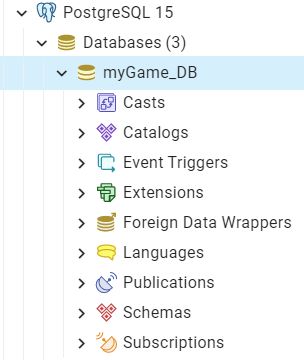 PostgreSQL 15
Databases (3)
myGame_DB
Casts
Catalogs
Event Triggers
Extensions
Foreign Data Wrappers
Languages
Publications
Schemas
Subscriptions